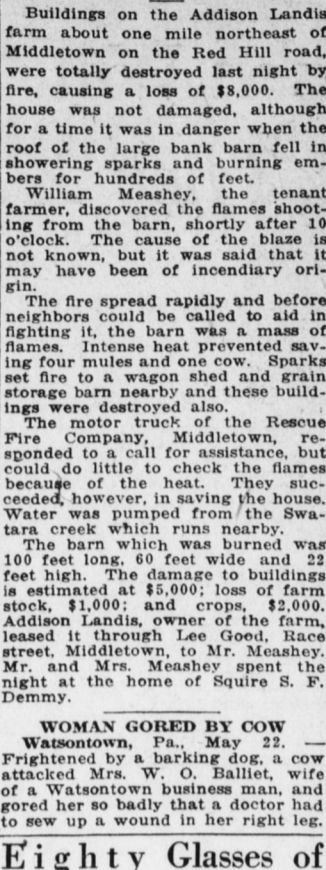 Buildings on the Addison Landis
farm about one mile northeast of
Middletown on the Red Hill road,
were totally destroyed last night by
fire, causing a loss of $8,000. The
house was not damaged, although
for a time it was in danger when the
roof of the large bank barn fell in
showering sparks and burning em-
bers for hundreds of feet.
William Meashey, the tenant
farmer, discovered the flames shoot-
ing from the barn, shortly after 10
o'clock. The cause of the blaze is
not known, but it was said that it
may have been of incendiary ori-
gin.
The fire spread rapidly and before
neighbors could be called to aid in
fighting it, the barn was a mass of
flames. Intense heat prevented sav-
ing four mules and one cow. Sparks
set fire to a wagon shed and grain
storage barn nearby and these build-
ings were destroyed also.
The motor truck of the Rescue
Fire Company, Middletown, re-
sponded to a call for assistance, but
could do little to check the flames
because of the heat. They suc-
ceeded, however, in saving the house.
Water was pumped from the Swa-
tara creek which runs nearby.
The barn which was burned was
100 feet long, 60 feet wide and 22
feet high. The damage to buildings
is estimated at $5,000; loss of farm
stock, $1,000; and crops, $2,000.
Addison Landis, owner of the farm,
leased it through Lee Good, Race
street, Middletown, to Mr. Meashey.
Mr. and Mrs. Meashey spent the
night at the home of Squire S. F.
Demmy.
WOMAN GORED BY COW
Watsontown, Pa., May 22. —
Frightened by a barking dog, a cow
attacked Mrs. W. O. Balliet, wife
of a Watsontown business man, and
gored her so badly that a doctor had
to sew up a wound in her right leg.
Eighty Glasses of